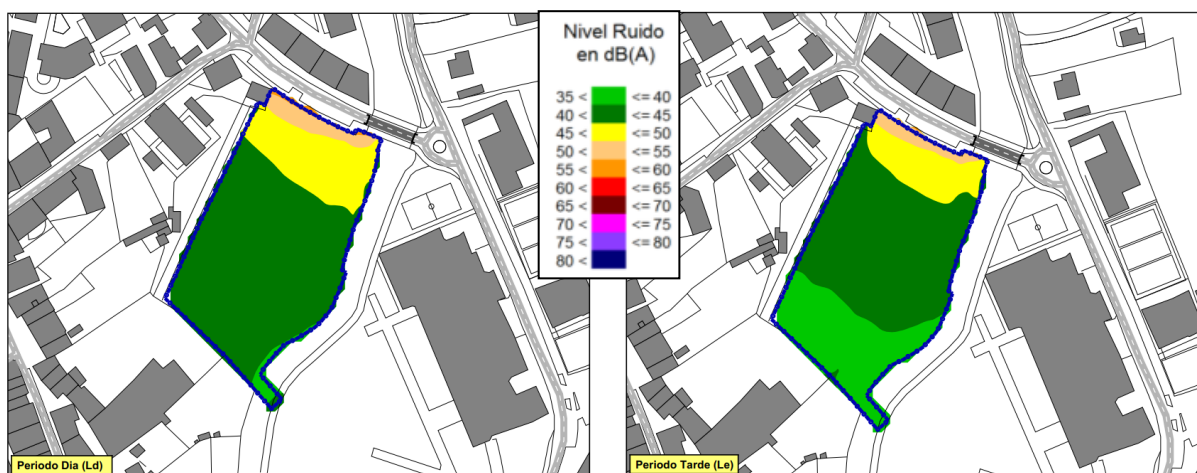 Nivel Ruido
en dB(A)
35 < <= 40
40 < <= 45
45 < <= 50
50 < <= 55
55 < <= 60
60 < <= 65
65 < <= 70
70 < <= 75
75 < <= 80
80 <
Periodo Dia (Ld)
Periodo Tarde (Le)